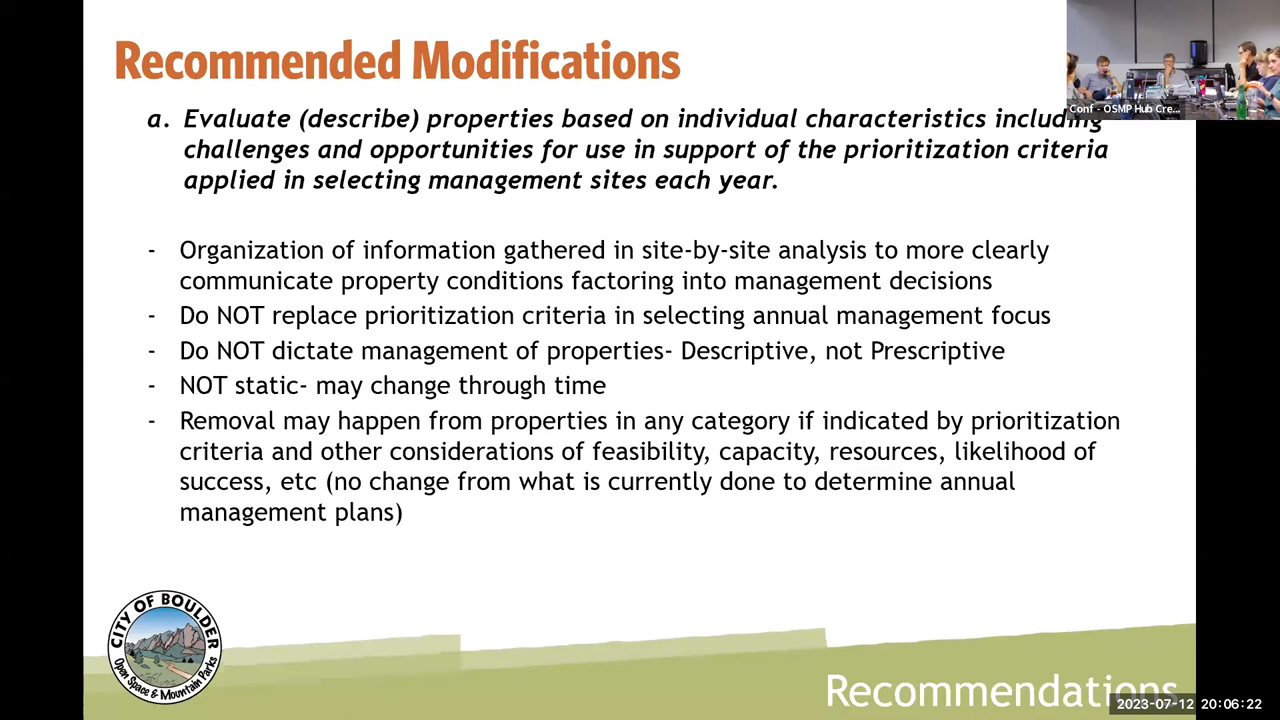 Recommended Modifications
Conf - OSMP Hub Cre...
a. Evaluate (describe) properties based on individual characteristics including
challenges and opportunities for use in support of the prioritization criteria
applied in selecting management sites each year.
- Organization of information gathered in site-by-site analysis to more clearly
communicate property conditions factoring into management decisions
- Do NOT replace prioritization criteria in selecting annual management focus
- Do NOT dictate management of properties- Descriptive, not Prescriptive
- NOT static- may change through time
- Removal may happen from properties in any category if indicated by prioritization
criteria and other considerations of feasibility, capacity, resources, likelihood of
success, etc (no change from what is currently done to determine annual
management plans)
CITY OF BOULDER
Open Space & Mountain Parks
Recommendations
2023-07-12 20:06:22